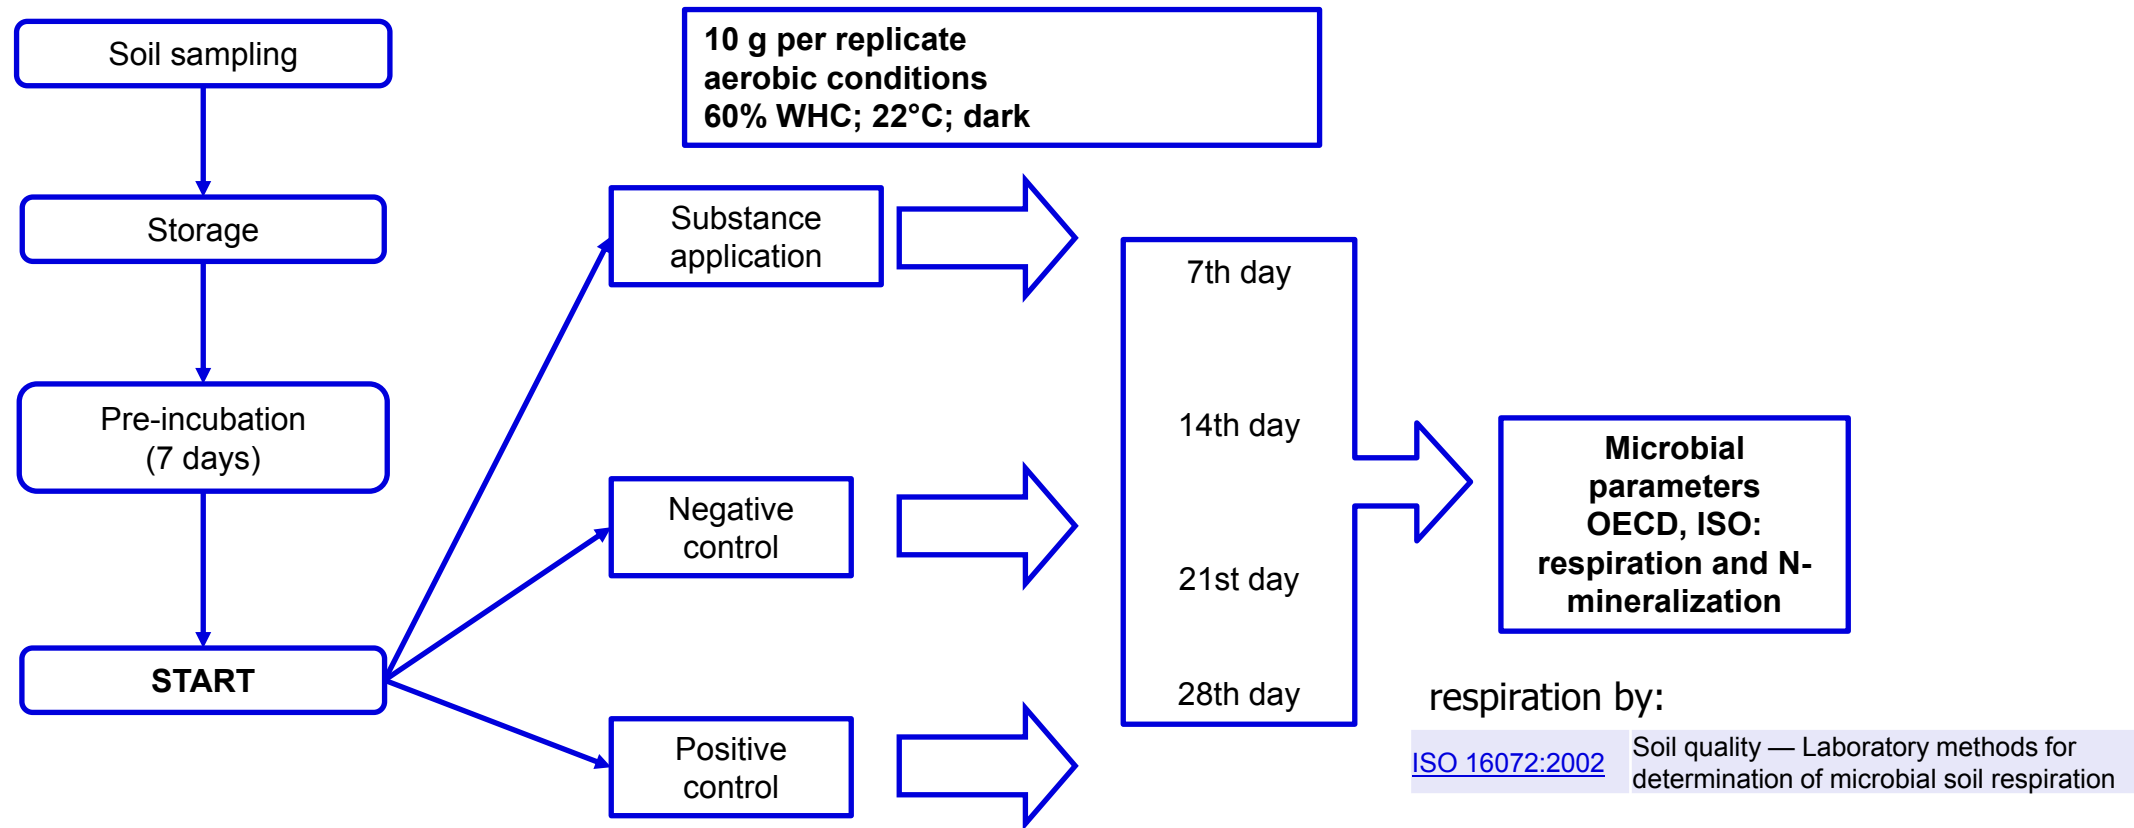 Soil sampling
Storage
Pre-incubation
(7 days)
START
10 g per replicate
aerobic conditions
60% WHC; 22°C; dark
Substance
application
Negative
control
Positive
control
7th day
14th day
21st day
28th day
Microbial
parameters
OECD, ISO:
respiration and N-
mineralization
respiration by:
ISO 16072:2002
Soil quality — Laboratory methods for
determination of microbial soil respiration